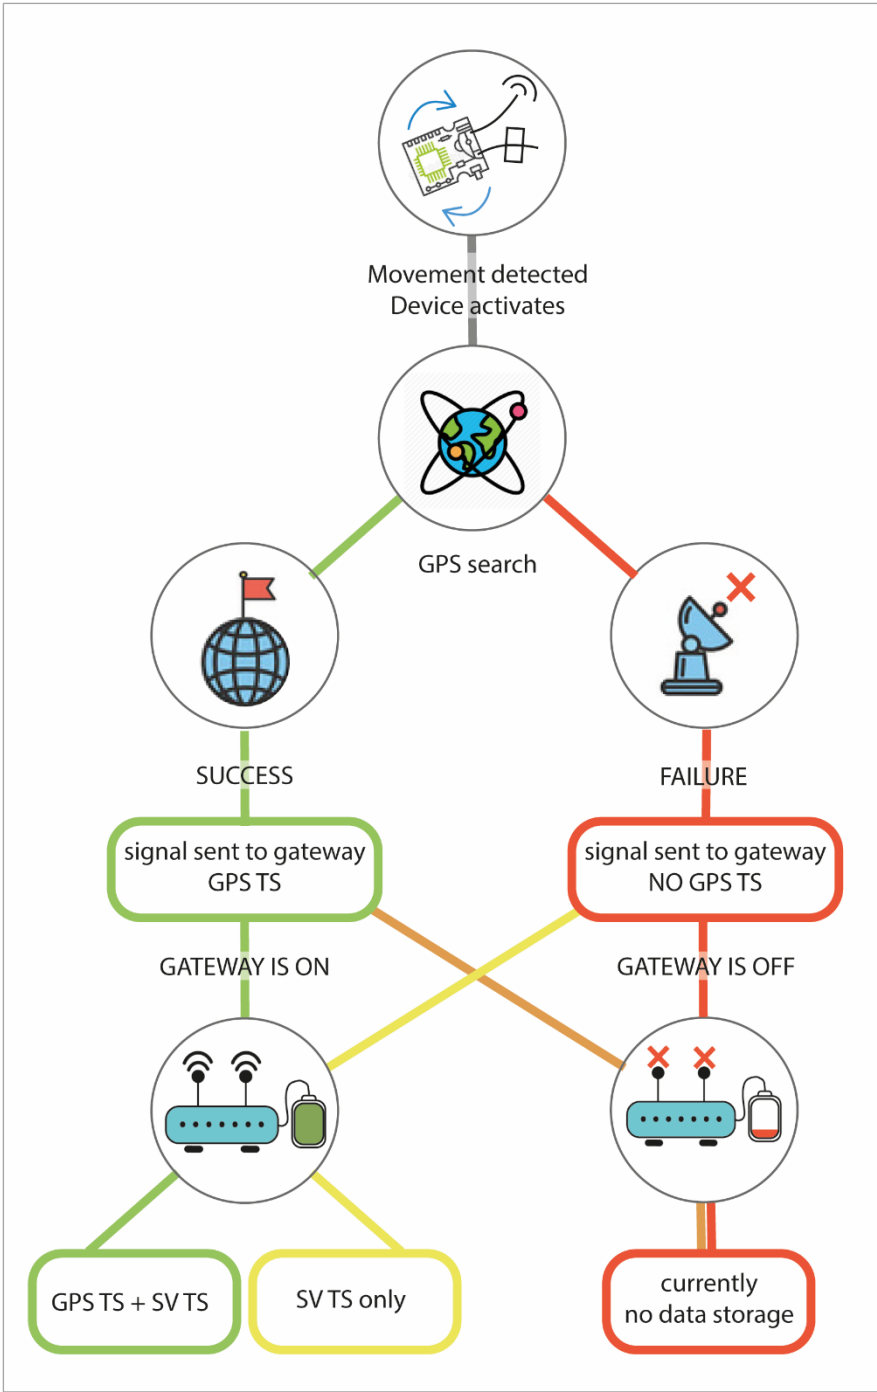 Movement detected
Device activates
GPS search
SUCCESS
FAILURE
signal sent to gateway
GPS TS
signal sent to gateway
NO GPS TS
GATEWAY IS ON
GATEWAY IS OFF
GPS TS + SV TS
SV TS only
currently
no data storage